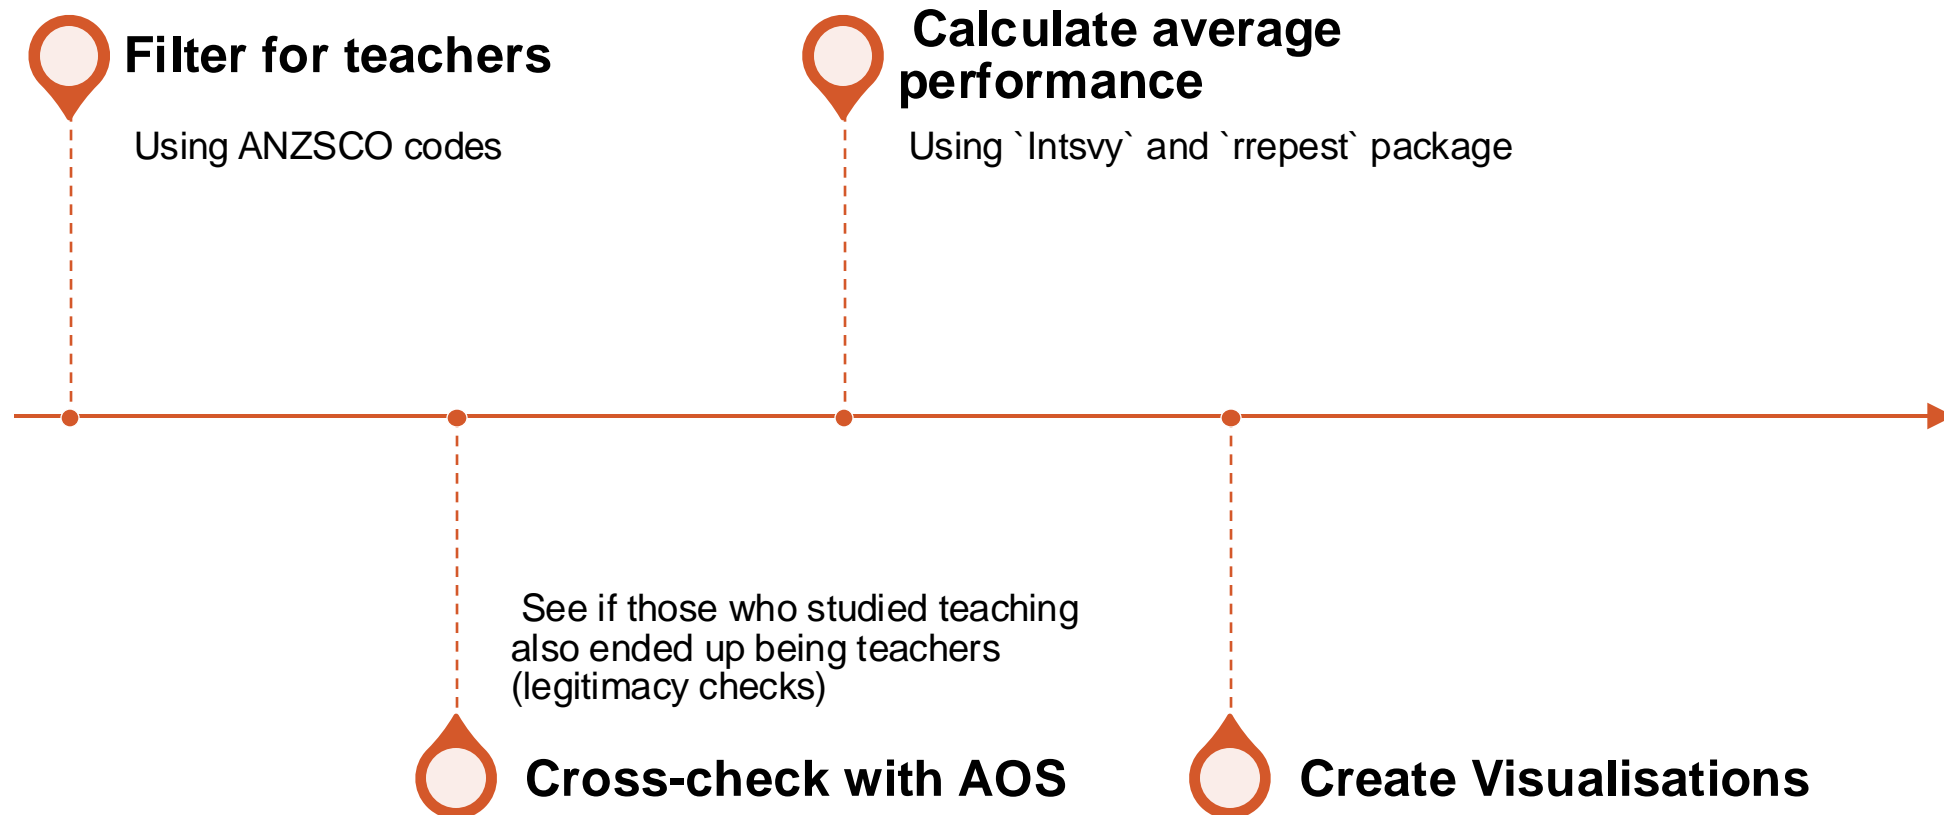 Filter for teachers
Using ANZSCO codes
Calculate average
performance
Using `Intsvy` and `rrepest` package
See if those who studied teaching
also ended up being teachers
(legitimacy checks)
Cross-check with AOS
Create Visualisations